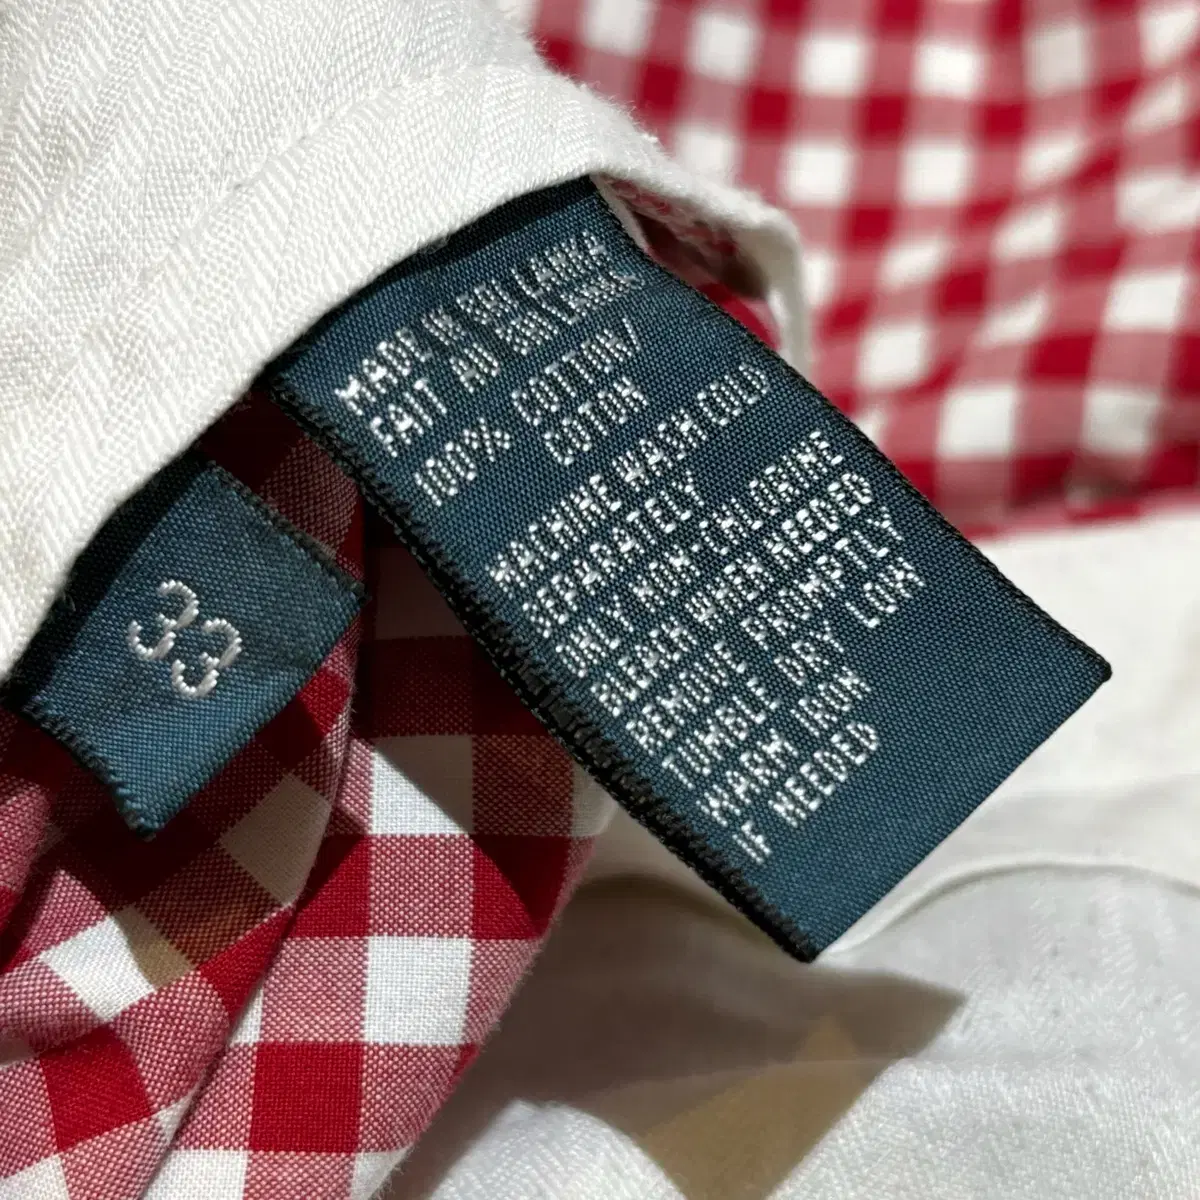 MADE IN SRI LANKA
FAIT AU SRI LANKA
100% COTTON/
COTON
MACHINE WASH COLD
SEPARATELY
ONLY NON-CHLORINE
BLEACH WHEN NEEDED
REMOVE PROMPTLY
TUMBLE DRY LOW
WARM IRON
IF NEEDED
33